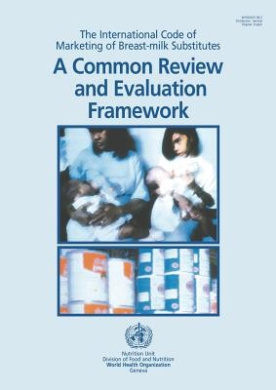 The International Code of
Marketing of Breast-milk Substitutes
A Common Review
and Evaluation
Framework
Nutrition Unit
Division of Food and Nutrition
World Health Organization
Geneva